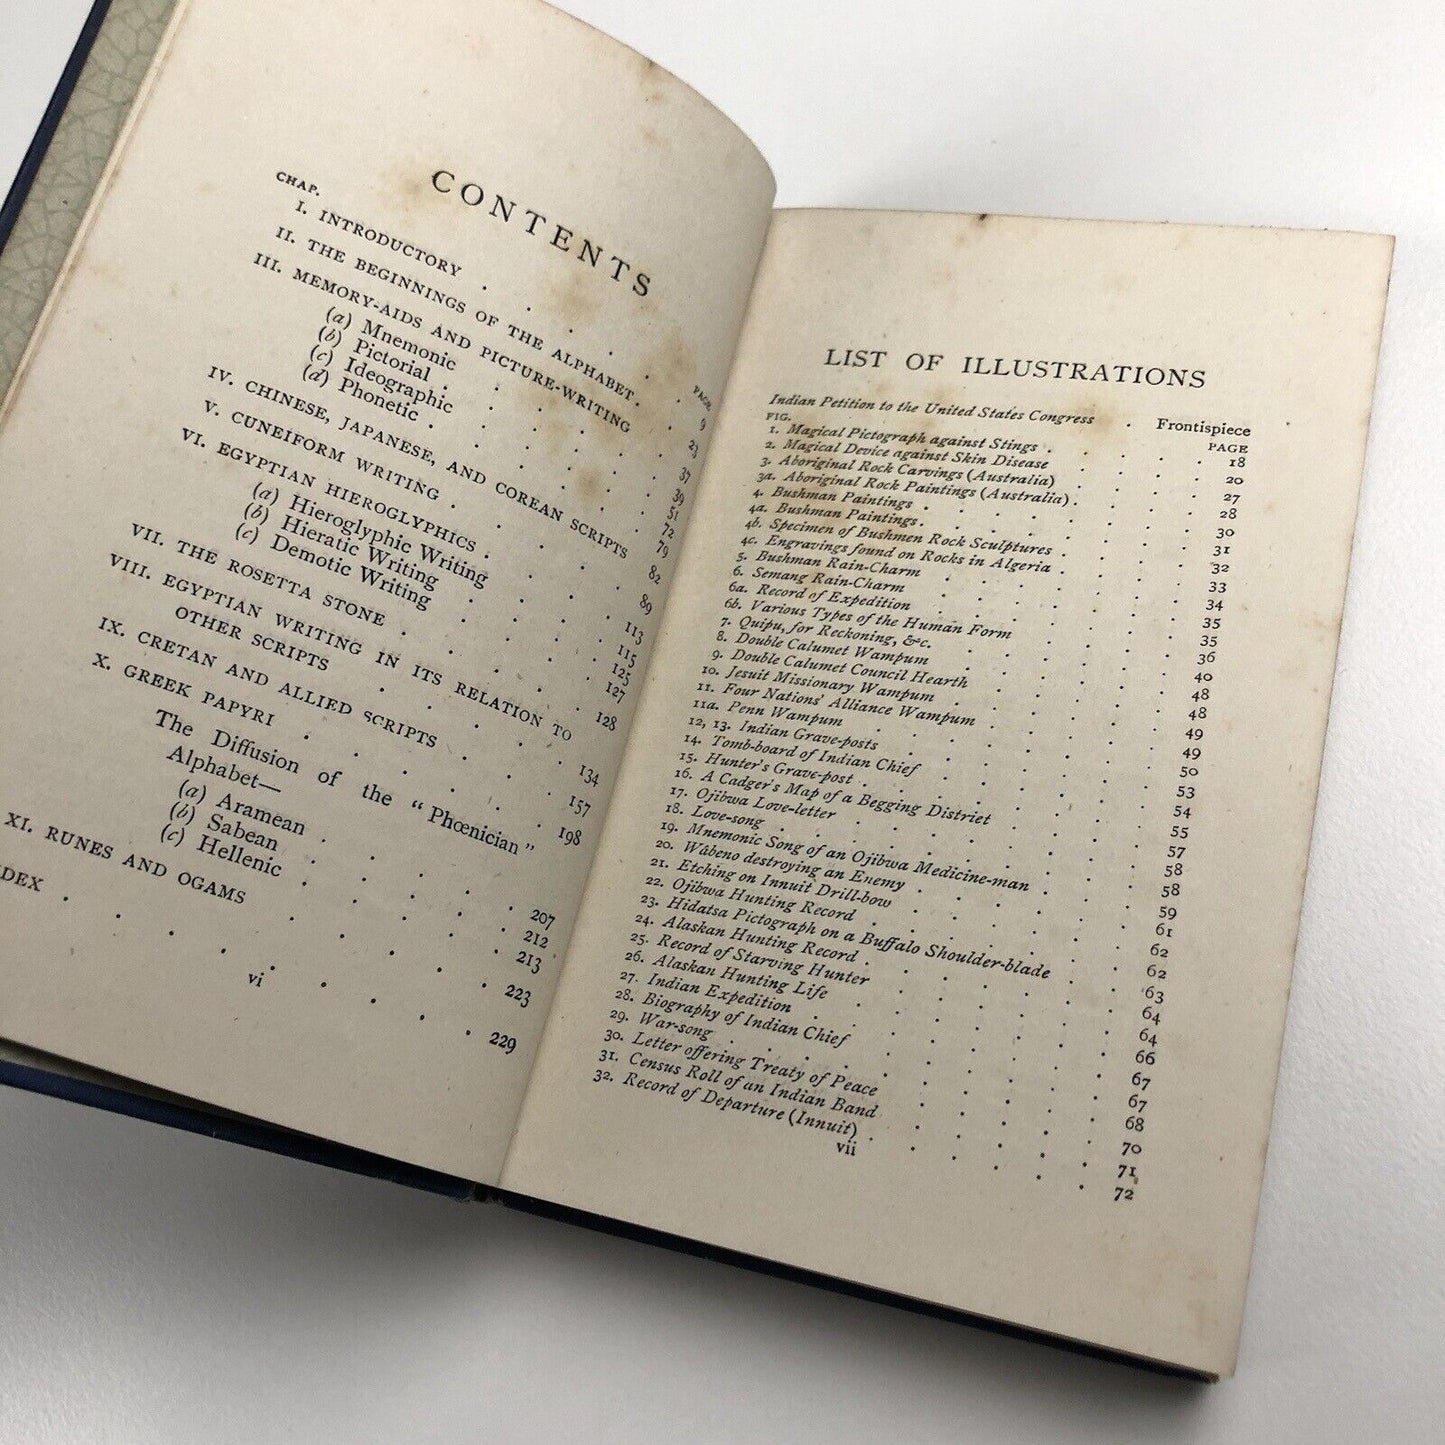 CONTENTS
CHAP. PAGE
I. INTRODUCTORY . . . . . 9
II. THE BEGINNINGS OF THE ALPHABET . . 23
III. MEMORY-AIDS AND PICTURE-WRITING . 37
(a) Mnemonic . . . . . 39
(b) Pictorial . . . . . 51
(c) Ideographic . . . . . 72
(d) Phonetic . . . . . 79
IV. CHINESE, JAPANESE, AND COREAN SCRIPTS 82
V. CUNEIFORM WRITING . . . . 89
VI. EGYPTIAN HIEROGLYPHICS . . . . 113
(a) Hieroglyphic Writing . . . 115
(b) Hieratic Writing . . . . 125
(c) Demotic Writing . . . . 127
VII. THE ROSETTA STONE . . . . 128
VIII. EGYPTIAN WRITING IN ITS RELATION TO
OTHER SCRIPTS . . . . 134
IX. CRETAN AND ALLIED SCRIPTS . . . 157
X. GREEK PAPYRI . . . . . 198
The Diffusion of the "Phœnician"
Alphabet—
(a) Aramean . . . . . 207
(b) Sabean . . . . . 212
(c) Hellenic . . . . . 213
XI. RUNES AND OGAMS . . . . 223
DEX . . . . . . . 229
vi
LIST OF ILLUSTRATIONS
Indian Petition to the United States Congress . Frontispiece
FIG. PAGE
1. Magical Pictograph against Stings . . . . 18
2. Magical Device against Skin Disease . . . . 20
3. Aboriginal Rock Carvings (Australia) . . . . 27
3a. Aboriginal Rock Paintings (Australia) . . . . 28
4. Bushman Paintings . . . . . . 30
4a. Bushman Paintings . . . . . . 31
4b. Specimen of Bushmen Rock Sculptures . . . . 32
4c. Engravings found on Rocks in Algeria . . . . 33
5. Bushman Rain-Charm . . . . . . 34
6. Semang Rain-Charm . . . . . . 35
6a. Record of Expedition . . . . . . 35
6b. Various Types of the Human Form . . . . 36
7. Quipu, for Reckoning, &c. . . . . . 40
8. Double Calumet Wampum . . . . . 48
9. Double Calumet Council Hearth . . . . 48
10. Jesuit Missionary Wampum . . . . . 49
11. Four Nations' Alliance Wampum . . . . 49
11a. Penn Wampum . . . . . . 50
12, 13. Indian Grave-posts . . . . . 53
14. Tomb-board of Indian Chief . . . . . 54
15. Hunter's Grave-post . . . . . . 55
16. A Cadger's Map of a Begging District . . . . 57
17. Ojibwa Love-letter . . . . . . 58
18. Love-song . . . . . . . 58
19. Mnemonic Song of an Ojibwa Medicine-man . . . 59
20. Wâbeno destroying an Enemy . . . . . 61
21. Etching on Innuit Drill-bow . . . . . 62
22. Ojibwa Hunting Record . . . . . 62
23. Hidatsa Pictograph on a Buffalo Shoulder-blade . . 63
24. Alaskan Hunting Record . . . . . 64
25. Record of Starving Hunter . . . . . 64
26. Alaskan Hunting Life . . . . . . 66
27. Indian Expedition . . . . . . 67
28. Biography of Indian Chief . . . . . 67
29. War-song . . . . . . . 68
30. Letter offering Treaty of Peace . . . . 70
31. Census Roll of an Indian Band . . . . . 71
32. Record of Departure (Innuit) . . . . . 72
vii